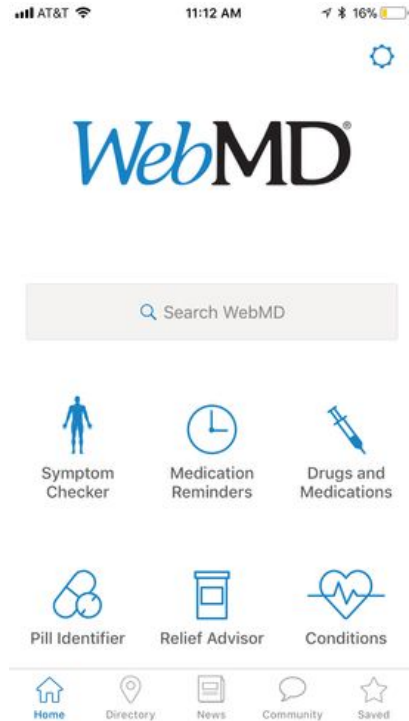 AT&T 11:12 AM 16%
WebMD®
Search WebMD
Symptom Checker
Medication Reminders
Drugs and Medications
Pill Identifier
Relief Advisor
Conditions
Home
Directory
News
Community
Saved